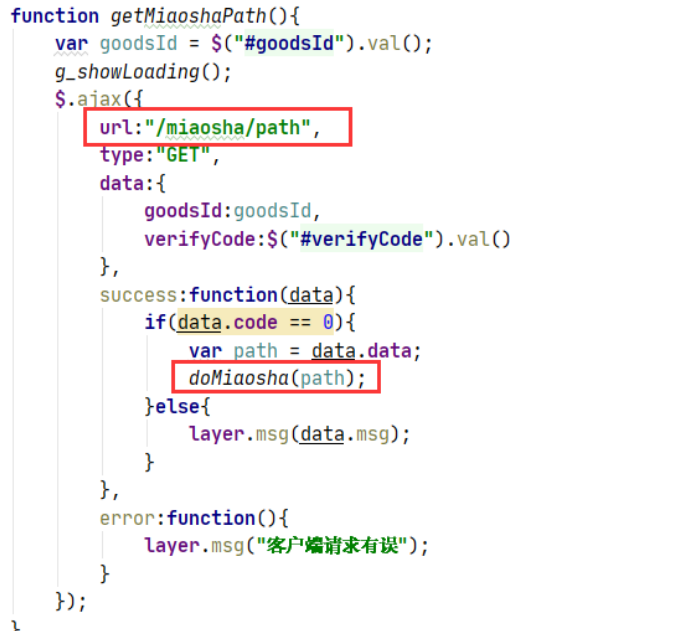 function getMiaoshaPath(){
    var goodsId = $("#goodsId").val();
    g_showLoading();
    $.ajax({
        url:"/miaosha/path",
        type:"GET",
        data:{
            goodsId:goodsId,
            verifyCode:$("#verifyCode").val()
        },
        success:function(data){
            if(data.code == 0){
                var path = data.data;
                doMiaosha(path);
            }else{
                layer.msg(data.msg);
            }
        },
        error:function(){
            layer.msg("客户端请求有误");
        }
    });
}